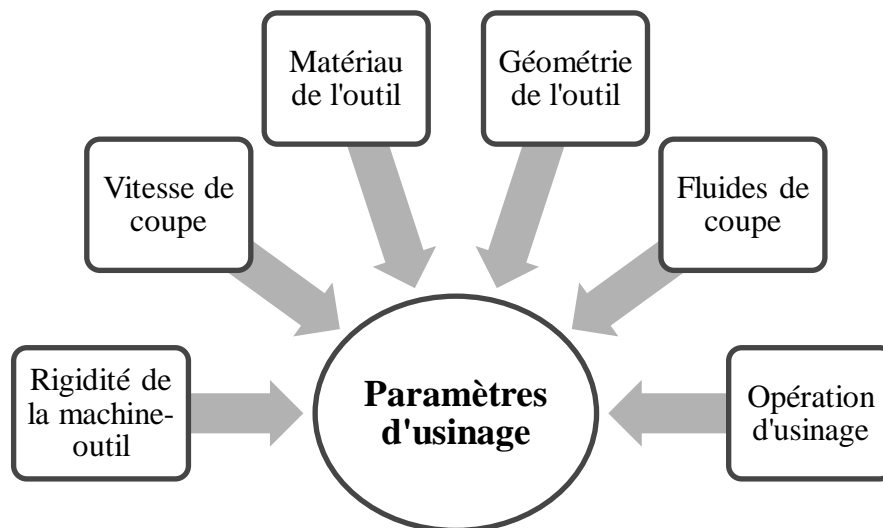 Matériau
de l'outil
Géométrie
de l'outil
Vitesse de
coupe
Fluides de
coupe
Rigidité de
la machine-
outil
Paramètres
d'usinage
Opération
d'usinage